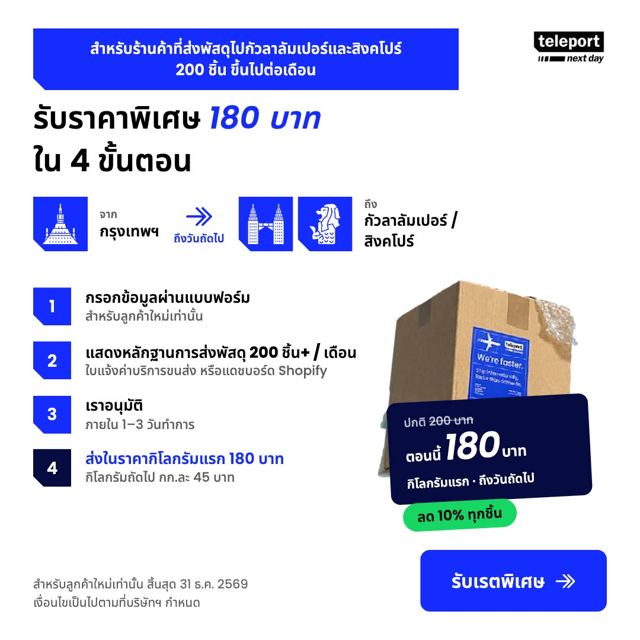 สำหรับร้านค้าที่ส่งพัสดุไปกัวลาลัมเปอร์และสิงคโปร์
200 ชิ้น ขึ้นไปต่อเดือน
teleport
next day
รับราคาพิเศษ 180 บาท
ใน 4 ขั้นตอน
จาก
กรุงเทพฯ
ถึงวันถัดไป
ถึง
กัวลาลัมเปอร์ /
สิงคโปร์
1
กรอกข้อมูลผ่านแบบฟอร์ม
สำหรับลูกค้าใหม่เท่านั้น
2
แสดงหลักฐานการส่งพัสดุ 200 ชิ้น+ / เดือน
ใบแจ้งค่าบริการขนส่ง หรือแดชบอร์ด Shopify
3
เราอนุมัติ
ภายใน 1–3 วันทำการ
4
ส่งในราคากิโลกรัมแรก 180 บาท
กิโลกรัมถัดไป กก.ละ 45 บาท
teleport
We're faster.
ปกติ 200 บาท
ตอนนี้ 180 บาท
กิโลกรัมแรก · ถึงวันถัดไป
ลด 10% ทุกชิ้น
สำหรับลูกค้าใหม่เท่านั้น สิ้นสุด 31 ธ.ค. 2569
เงื่อนไขเป็นไปตามที่บริษัทฯ กำหนด
รับเรตพิเศษ